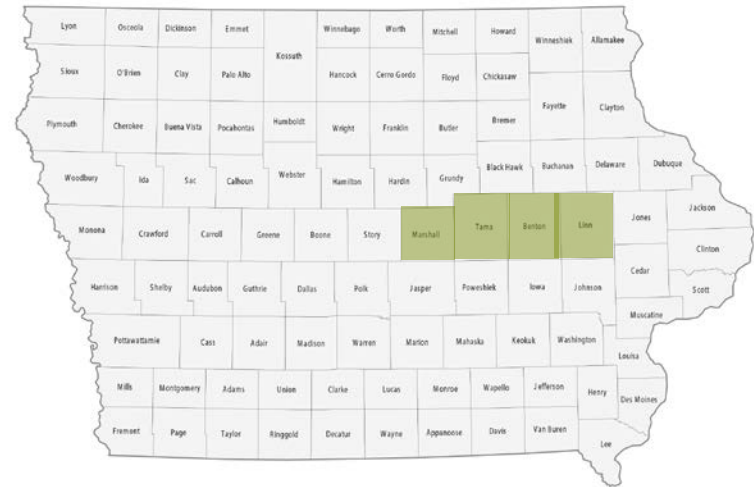 Lyon Osceola Dickinson Emmet Kossuth Winnebago Worth Mitchell Howard Winneshiek Allamakee
Sioux O'Brien Clay Palo Alto Hancock Cerro Gordo Floyd Chickasaw
Plymouth Cherokee Buena Vista Pocahontas Humboldt Wright Franklin Butler Bremer Fayette Clayton
Woodbury Ida Sac Calhoun Webster Hamilton Hardin Grundy Black Hawk Buchanan Delaware Dubuque
Monona Crawford Carroll Greene Boone Story Marshall Tama Benton Linn Jones Jackson
Clinton
Harrison Shelby Audubon Guthrie Dallas Polk Jasper Poweshiek Iowa Johnson Cedar Scott
Muscatine
Pottawattamie Cass Adair Madison Warren Marion Mahaska Keokuk Washington Louisa
Mills Montgomery Adams Union Clarke Lucas Monroe Wapello Jefferson Henry Des Moines
Fremont Page Taylor Ringgold Decatur Wayne Appanoose Davis Van Buren Lee